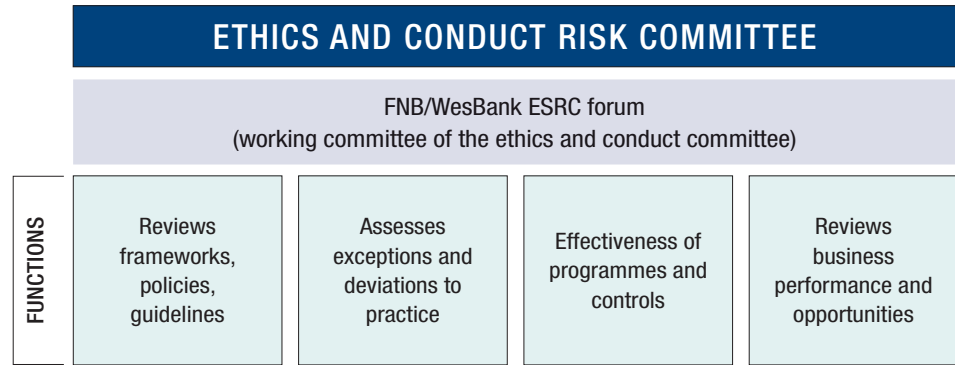 ETHICS AND CONDUCT RISK COMMITTEE
FNB/WesBank ESRC forum
(working committee of the ethics and conduct committee)
FUNCTIONS
Reviews
frameworks,
policies,
guidelines
Assesses
exceptions and
deviations to
practice
Effectiveness of
programmes and
controls
Reviews
business
performance and
opportunities